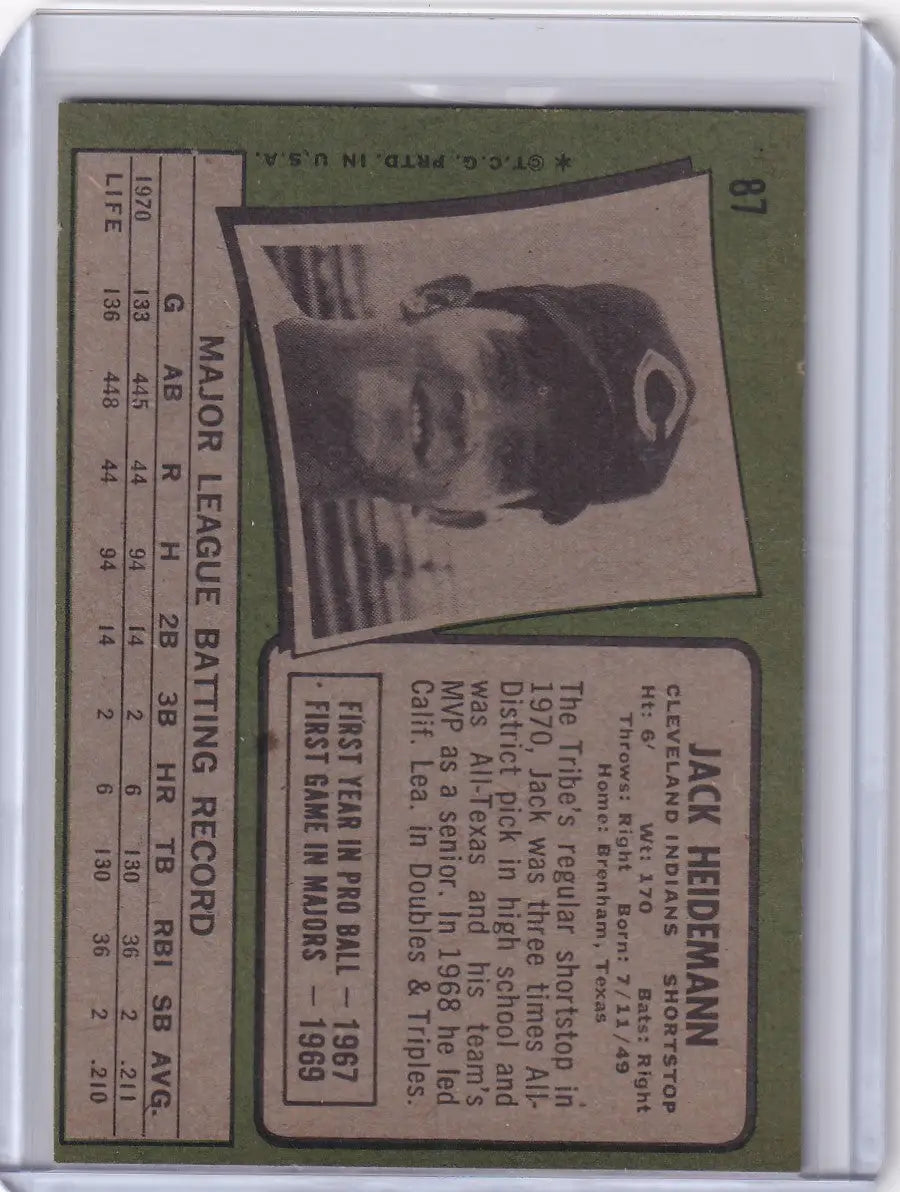 87
* ©T.C.G. PRTD. IN U.S.A.
C
JACK HEIDEMANN
CLEVELAND INDIANS SHORTSTOP
Ht: 6' Wt: 170 Bats: Right
Throws: Right Born: 7/11/49
Home: Brenham, Texas
The Tribe's regular shortstop in
1970, Jack was three times All-
District pick in high school and
was All-Texas and his team's
MVP as a senior. In 1968 he led
Calif. Lea. in Doubles & Triples.
FIRST YEAR IN PRO BALL — 1967
FIRST GAME IN MAJORS — 1969
MAJOR LEAGUE BATTING RECORD
G AB R H 2B 3B HR TB RBI SB AVG.
1970 133 445 44 94 14 2 6 130 36 2 .211
LIFE 136 448 44 94 14 2 6 130 36 2 .210